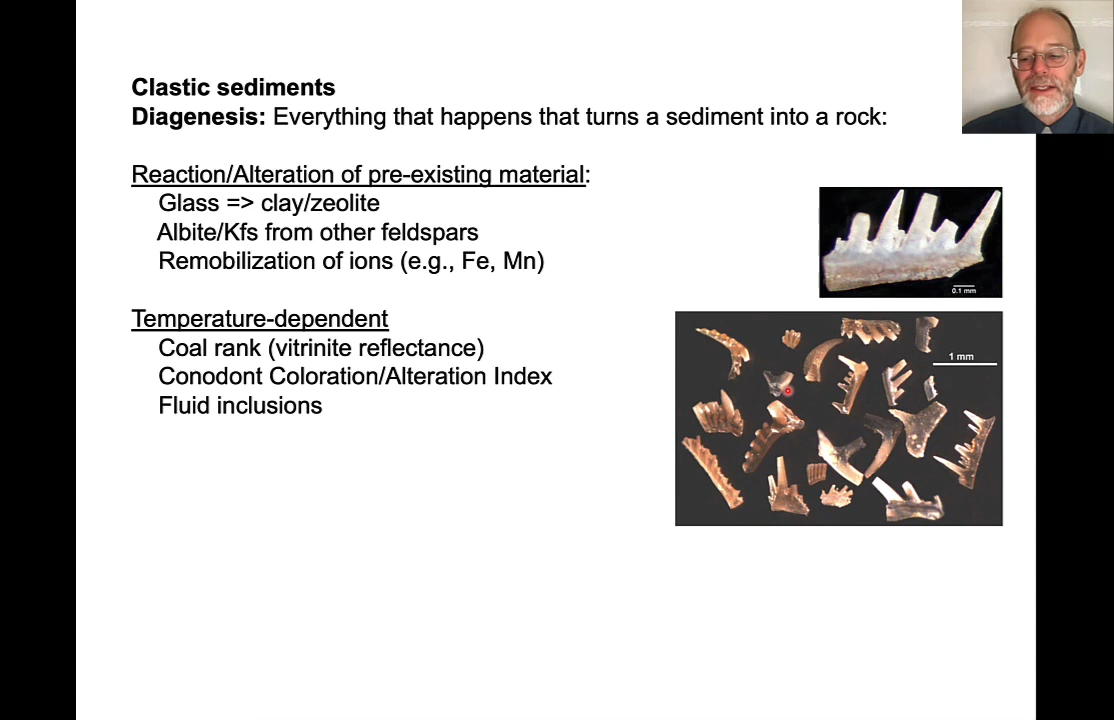 Clastic sediments
Diagenesis: Everything that happens that turns a sediment into a rock:
Reaction/Alteration of pre-existing material:
Glass => clay/zeolite
Albite/Kfs from other feldspars
Remobilization of ions (e.g., Fe, Mn)
0.1 mm
Temperature-dependent
Coal rank (vitrinite reflectance)
Conodont Coloration/Alteration Index
Fluid inclusions
1 mm